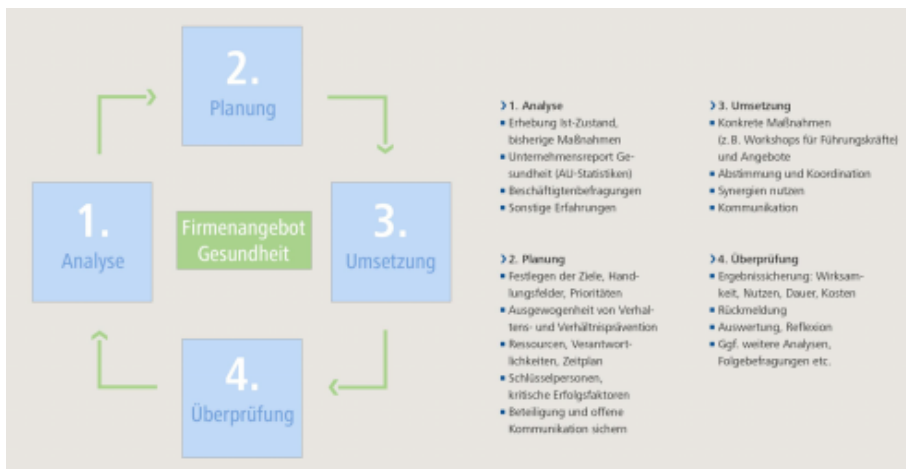 2.
Planung
1.
Analyse
Firmenangebot
Gesundheit
3.
Umsetzung
4.
Überprüfung
1. Analyse
Erhebung Ist-Zustand,
bisherige Maßnahmen
Unternehmensreport Ge-
sundheit (AU-Statistiken)
Beschäftigtenbefragungen
Sonstige Erfahrungen
2. Planung
Festlegen der Ziele, Hand-
lungsfelder, Prioritäten
Ausgewogenheit von Verhal-
tens- und Verhältnisprävention
Ressourcen, Verantwort-
lichkeiten, Zeitplan
Schlüsselpersonen,
kritische Erfolgsfaktoren
Beteiligung und offene
Kommunikation sichern
3. Umsetzung
Konkrete Maßnahmen
(z.B. Workshops für Führungskräfte)
und Angebote
Abstimmung und Koordination
Synergien nutzen
Kommunikation
4. Überprüfung
Ergebnissicherung: Wirksam-
keit, Nutzen, Dauer, Kosten
Rückmeldung
Auswertung, Reflexion
Ggf. weitere Analysen,
Folgebefragungen etc.